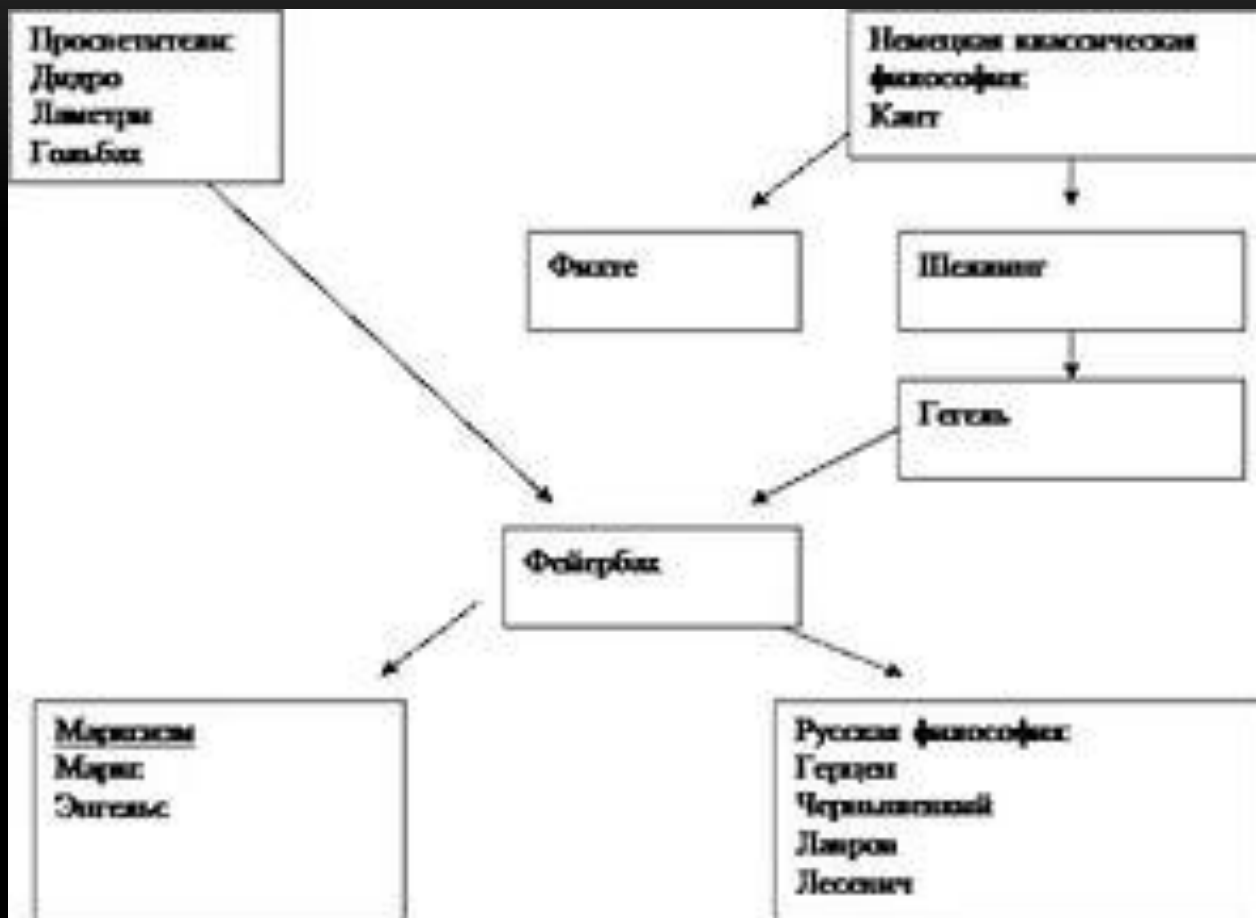 Просветители:
Дидро
Ламетри
Гольбах
Немецкая классическая
философия:
Кант
Фихте
Шеллинг
Гегель
Фейербах
Марксизм
Маркс
Энгельс
Русская философия:
Герцен
Чернышевский
Лавров
Лесевич